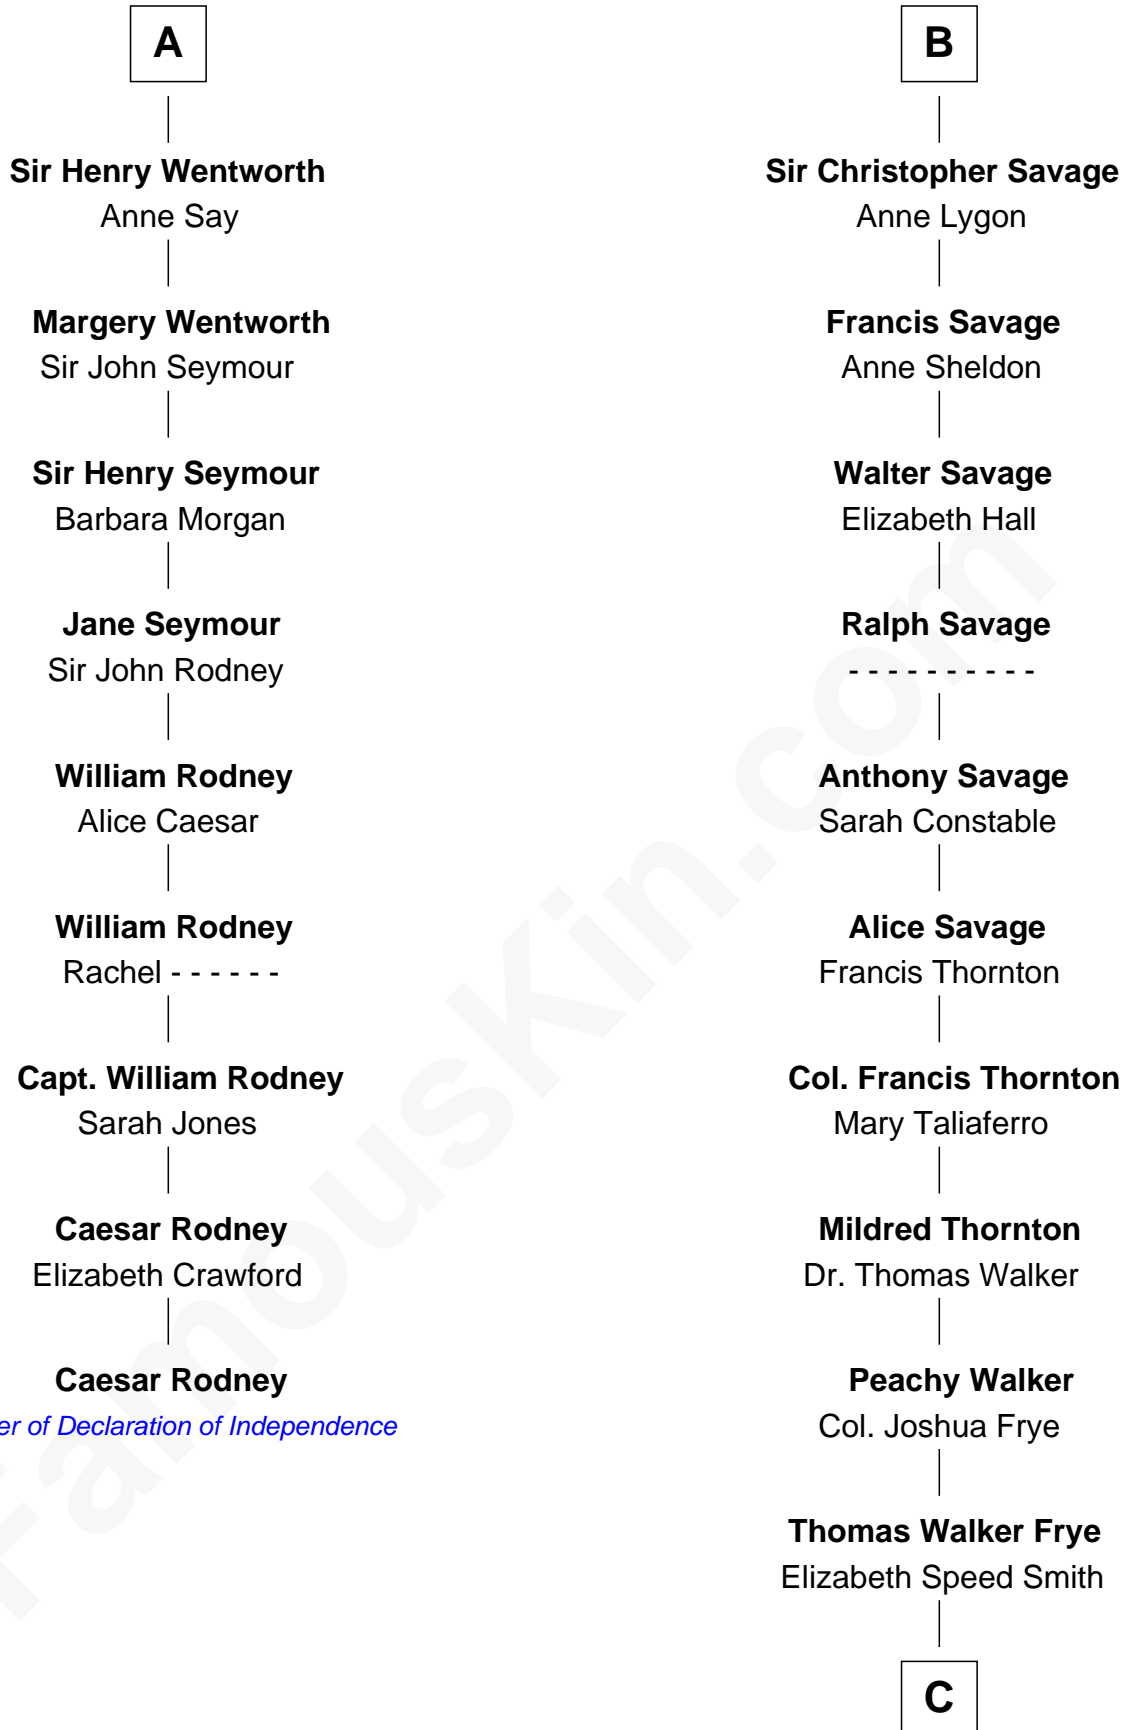 A
Sir Henry Wentworth
Anne Say
Margery Wentworth
Sir John Seymour
Sir Henry Seymour
Barbara Morgan
Jane Seymour
Sir John Rodney
William Rodney
Alice Caesar
William Rodney
Rachel - - - - - -
Capt. William Rodney
Sarah Jones
Caesar Rodney
Elizabeth Crawford
Caesar Rodney
er of Declaration of Independence
B
Sir Christopher Savage
Anne Lygon
Francis Savage
Anne Sheldon
Walter Savage
Elizabeth Hall
Ralph Savage
- - - - - - - - - -
Anthony Savage
Sarah Constable
Alice Savage
Francis Thornton
Col. Francis Thornton
Mary Taliaferro
Mildred Thornton
Dr. Thomas Walker
Peachy Walker
Col. Joshua Frye
Thomas Walker Frye
Elizabeth Speed Smith
C
FamousKin.com